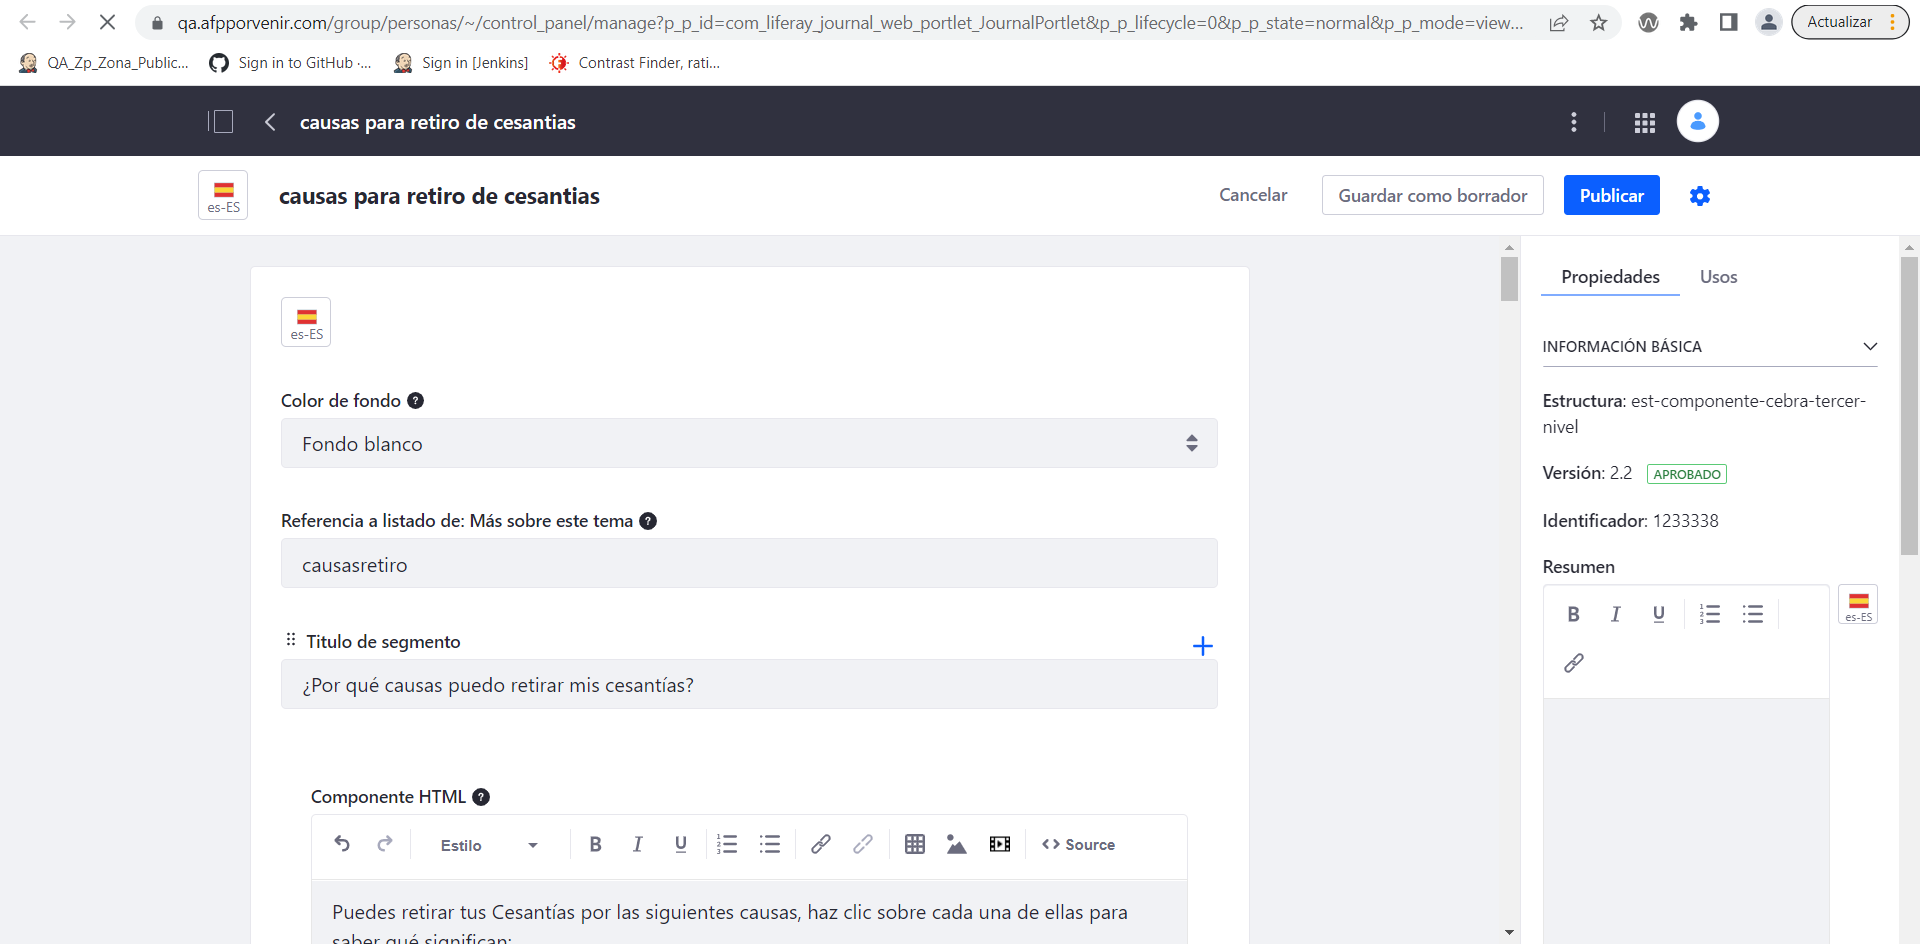 qa.afpporvenir.com/group/personas/~/control_panel/manage?p_p_id=com_liferay_journal_web_portlet_JournalPortlet&p_p_lifecycle=0&p_p_state=normal&p_p_mode=view...
Actualizar
QA_Zp_Zona_Public...
Sign in to GitHub ·...
Sign in [Jenkins]
Contrast Finder, rati...
causas para retiro de cesantias
es-ES
causas para retiro de cesantias
Cancelar
Guardar como borrador
Publicar
es-ES
Color de fondo ?
Fondo blanco
Referencia a listado de: Más sobre este tema ?
causasretiro
Titulo de segmento
¿Por qué causas puedo retirar mis cesantías?
Componente HTML ?
Estilo
B I U
Source
Puedes retirar tus Cesantías por las siguientes causas, haz clic sobre cada una de ellas para
saber qué significan:
Propiedades
Usos
INFORMACIÓN BÁSICA
Estructura: est-componente-cebra-tercer-
nivel
Versión: 2.2 APROBADO
Identificador: 1233338
Resumen
B I U
es-ES